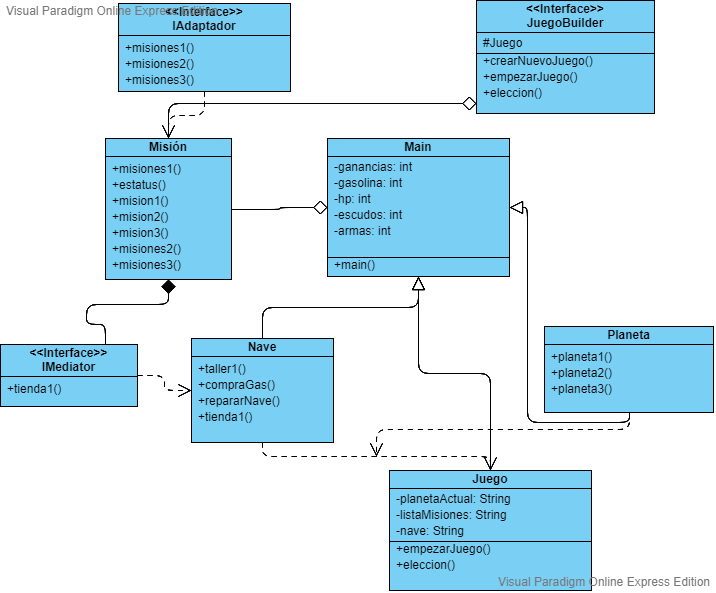 Visual Paradigm Online Express Edition
<<Interface>>
IAdaptador
+misiones1()
+misiones2()
+misiones3()
<<Interface>>
JuegoBuilder
#Juego
+crearNuevoJuego()
+empezarJuego()
+eleccion()
Misión
+misiones1()
+estatus()
+mision1()
+mision2()
+mision3()
+misiones2()
+misiones3()
Main
-ganancias: int
-gasolina: int
-hp: int
-escudos: int
-armas: int
+main()
<<Interface>>
IMediator
+tienda1()
Nave
+taller1()
+compraGas()
+repararNave()
+tienda1()
Planeta
+planeta1()
+planeta2()
+planeta3()
Juego
-planetaActual: String
-listaMisiones: String
-nave: String
+empezarJuego()
+eleccion()
Visual Paradigm Online Express Edition